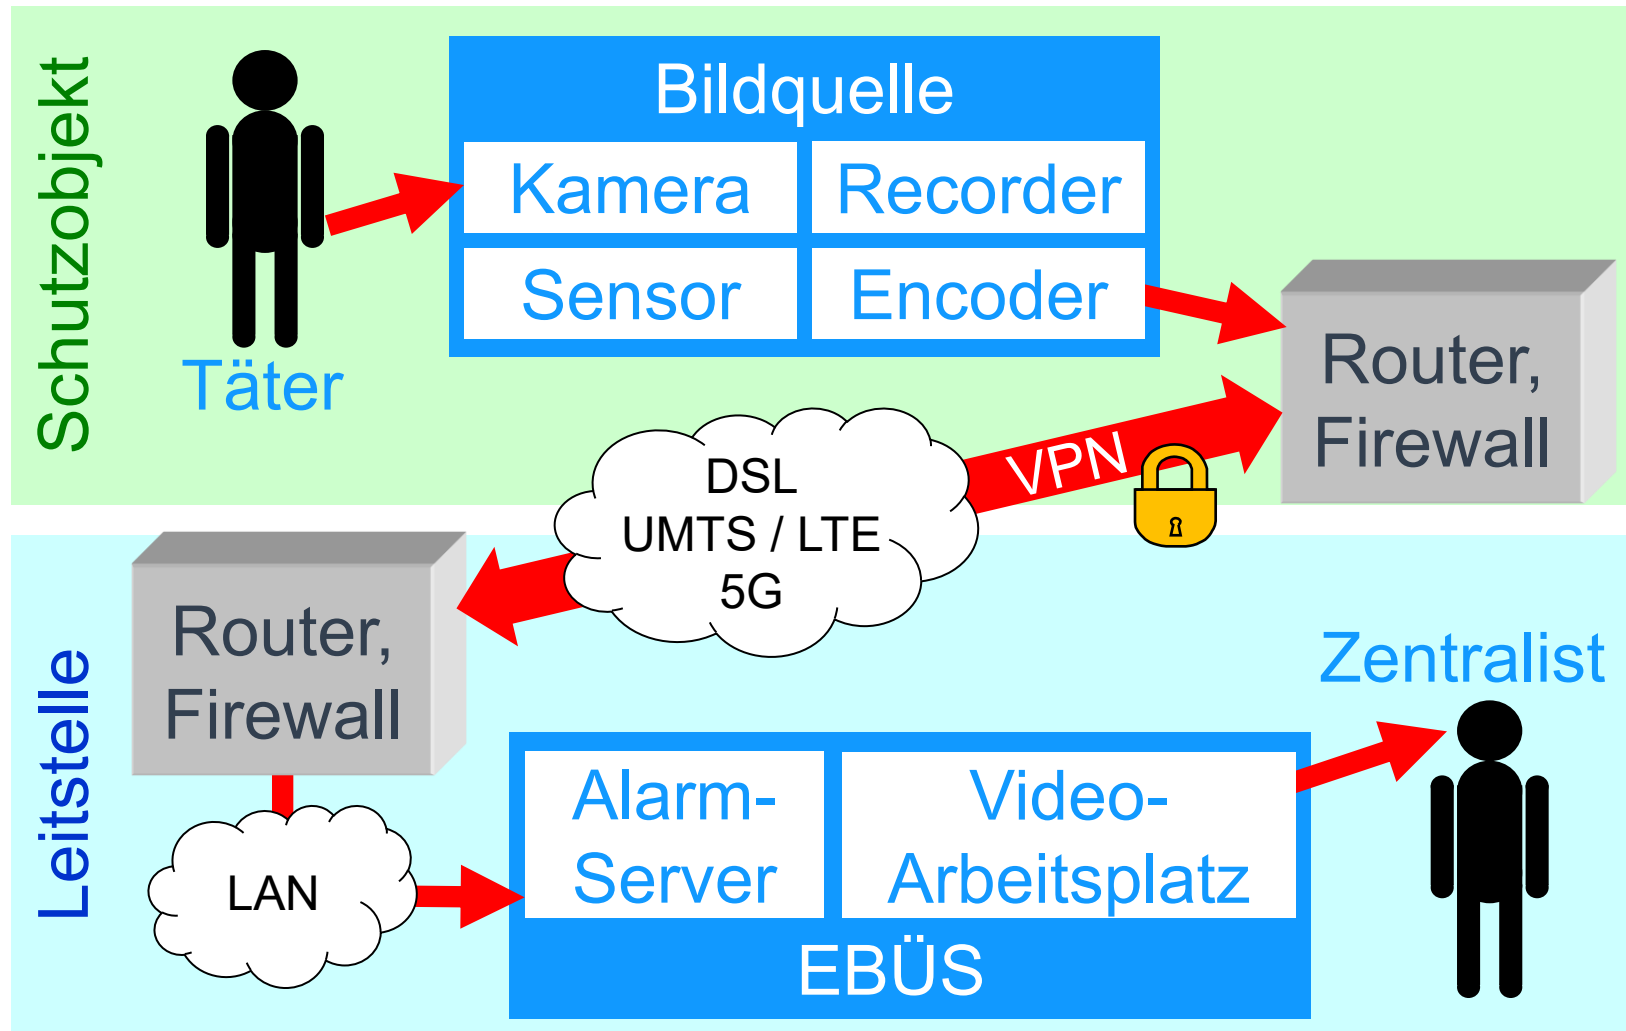 Schutzobjekt
Täter
Bildquelle
Kamera
Recorder
Sensor
Encoder
Router,
Firewall
VPN
DSL
UMTS / LTE
5G
Leitstelle
Router,
Firewall
LAN
Alarm-
Server
Video-
Arbeitsplatz
EBÜS
Zentralist